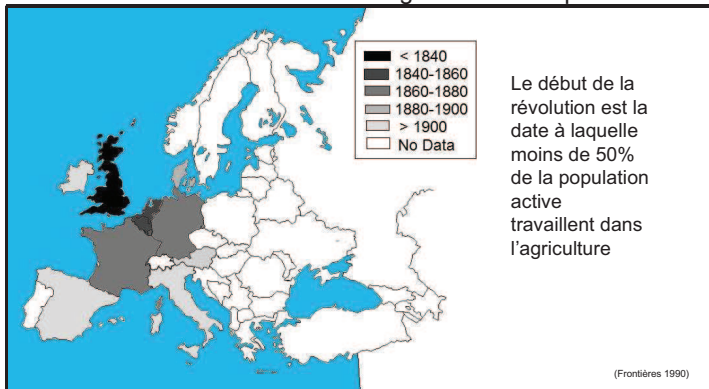 < 1840
1840-1860
1860-1880
1880-1900
> 1900
No Data
Le début de la
révolution est la
date à laquelle
moins de 50%
de la population
active
travaillent dans
l'agriculture
(Frontières 1990)